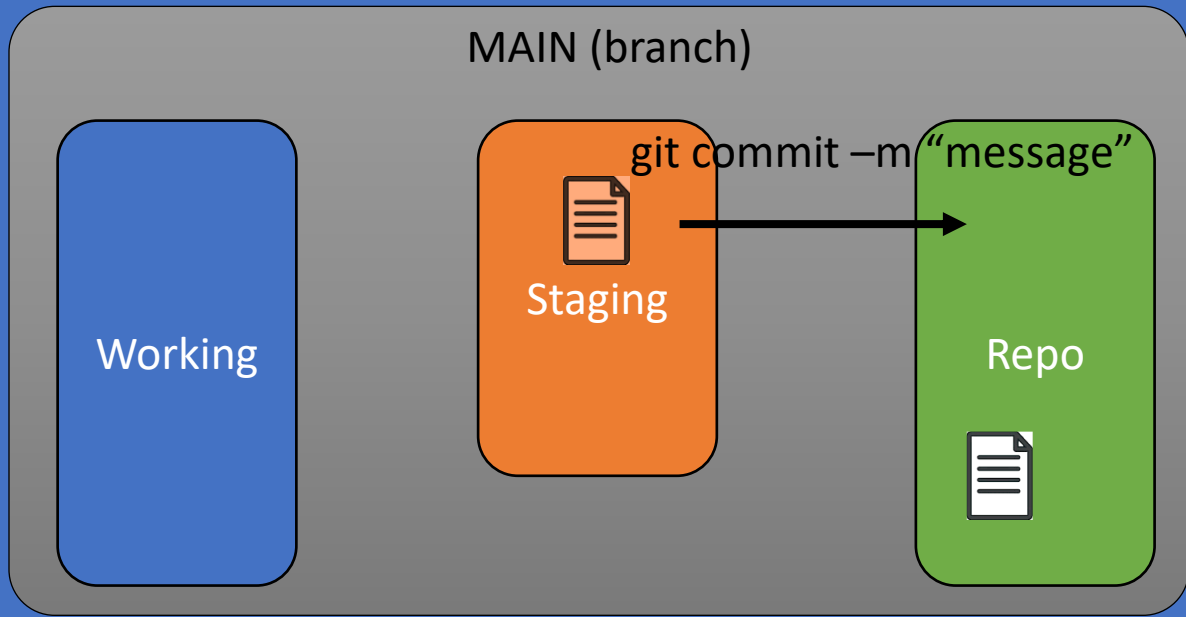 MAIN (branch)
git commit –m “message”
Staging
Working
Repo